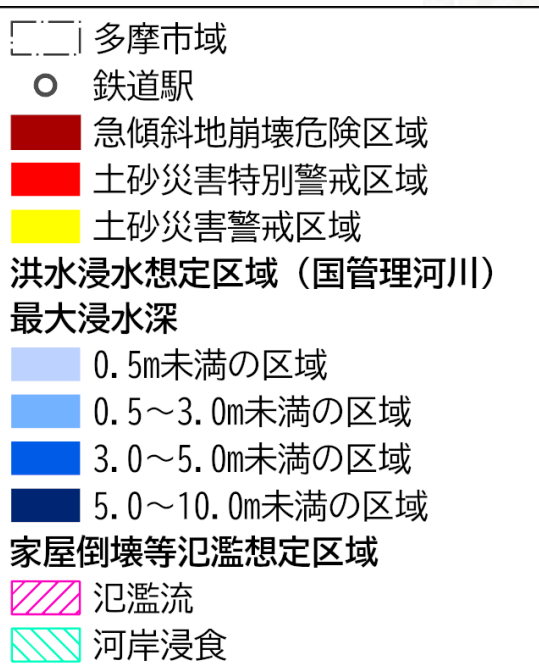 多摩市域
鉄道駅
急傾斜地崩壊危険区域
土砂災害特別警戒区域
土砂災害警戒区域
洪水浸水想定区域（国管理河川）
最大浸水深
0.5m未満の区域
0.5～3.0m未満の区域
3.0～5.0m未満の区域
5.0～10.0m未満の区域
家屋倒壊等氾濫想定区域
氾濫流
河岸浸食